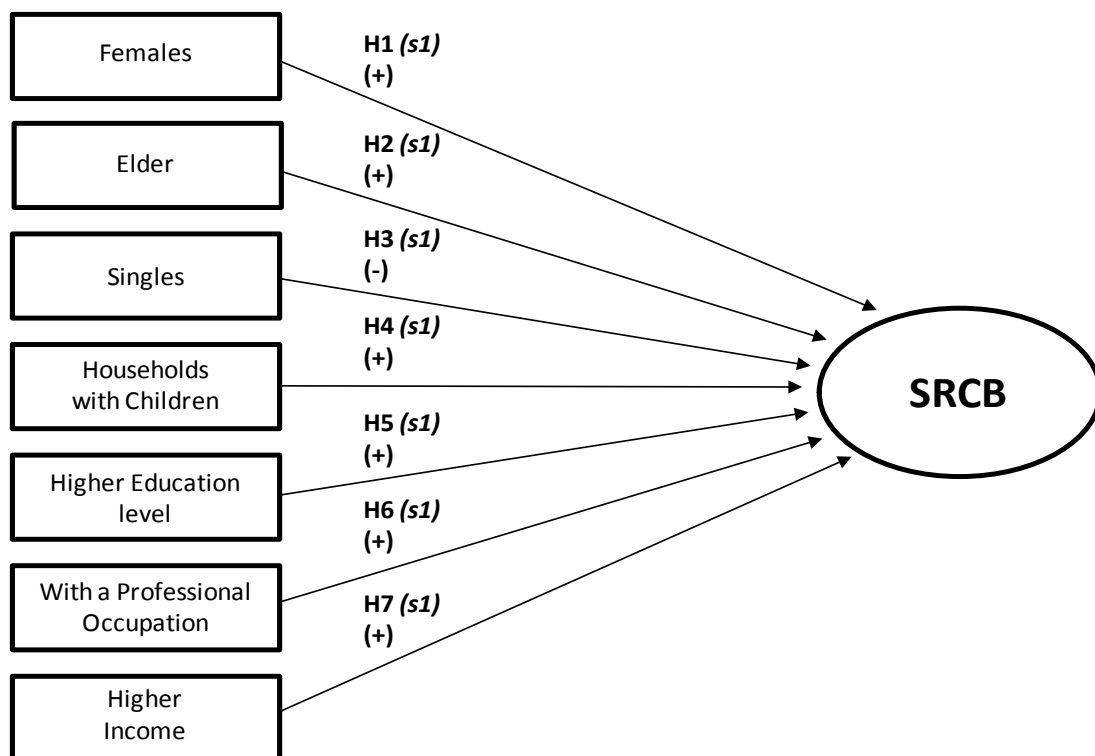 Females
H1 (s1)
(+)
Elder
H2 (s1)
(+)
Singles
H3 (s1)
(-)
Households
with Children
H4 (s1)
(+)
SRCB
Higher Education
level
H5 (s1)
(+)
With a Professional
Occupation
H6 (s1)
(+)
Higher
Income
H7 (s1)
(+)